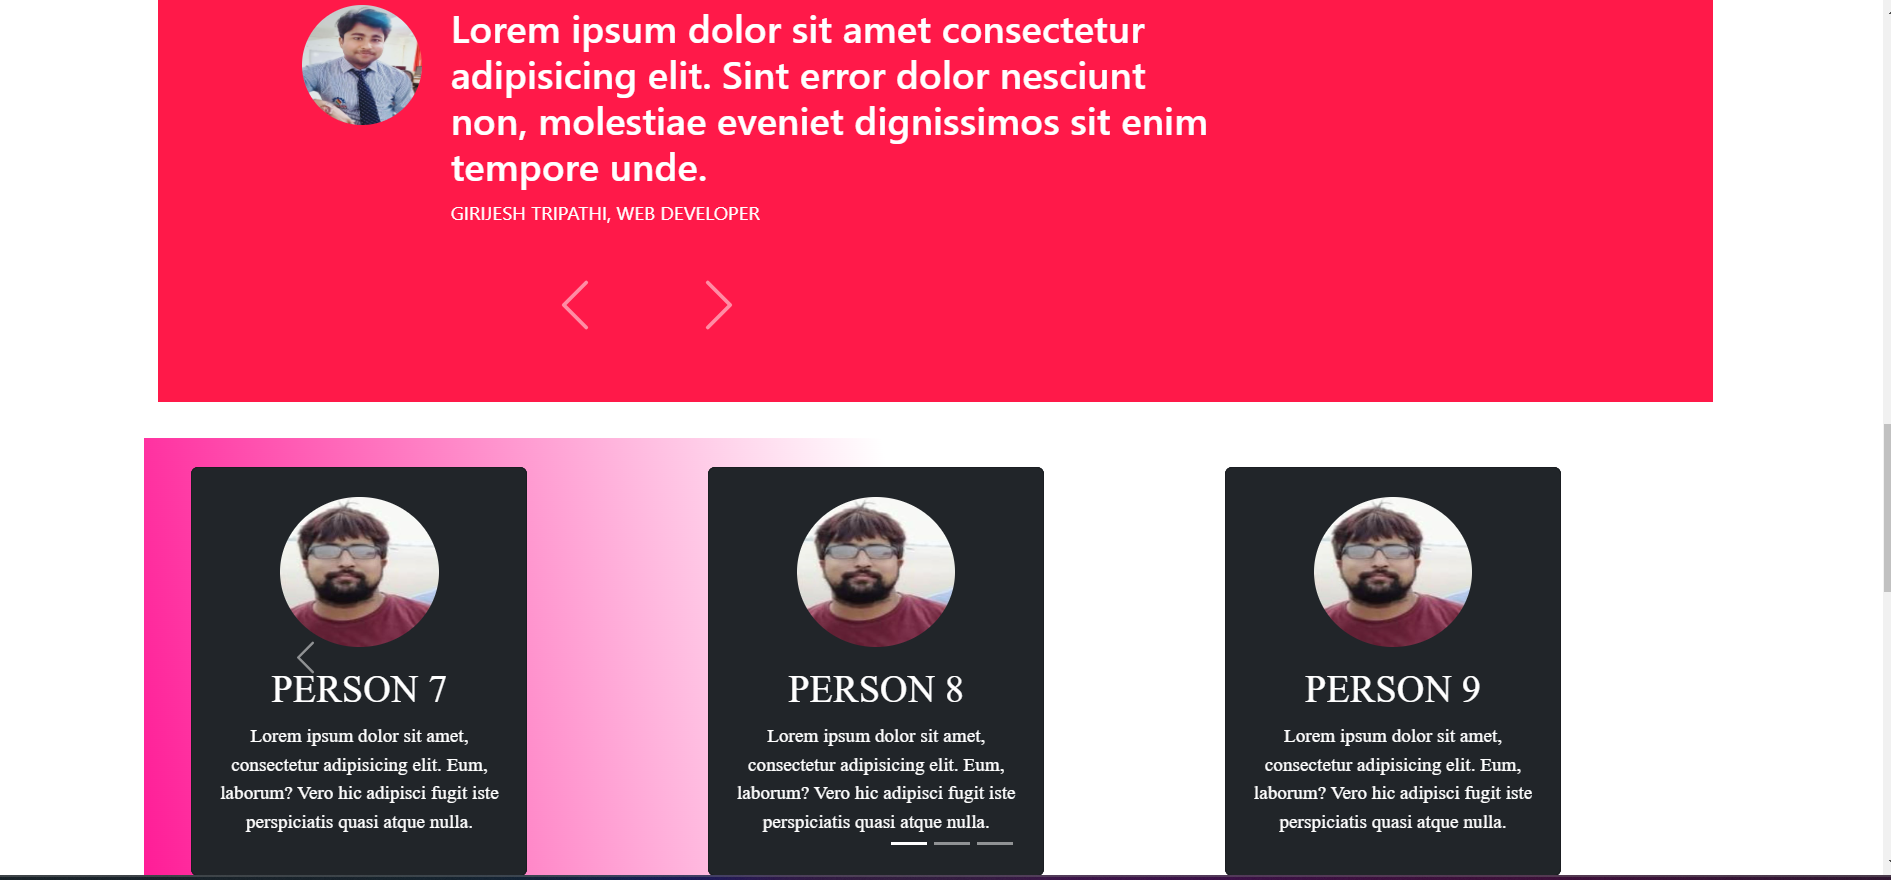 Lorem ipsum dolor sit amet consectetur
adipisicing elit. Sint error dolor nesciunt
non, molestiae eveniet dignissimos sit enim
tempore unde.
GIRIJESH TRIPATHI, WEB DEVELOPER
PERSON 7
Lorem ipsum dolor sit amet,
consectetur adipisicing elit. Eum,
laborum? Vero hic adipisci fugit iste
perspiciatis quasi atque nulla.
PERSON 8
Lorem ipsum dolor sit amet,
consectetur adipisicing elit. Eum,
laborum? Vero hic adipisci fugit iste
perspiciatis quasi atque nulla.
PERSON 9
Lorem ipsum dolor sit amet,
consectetur adipisicing elit. Eum,
laborum? Vero hic adipisci fugit iste
perspiciatis quasi atque nulla.